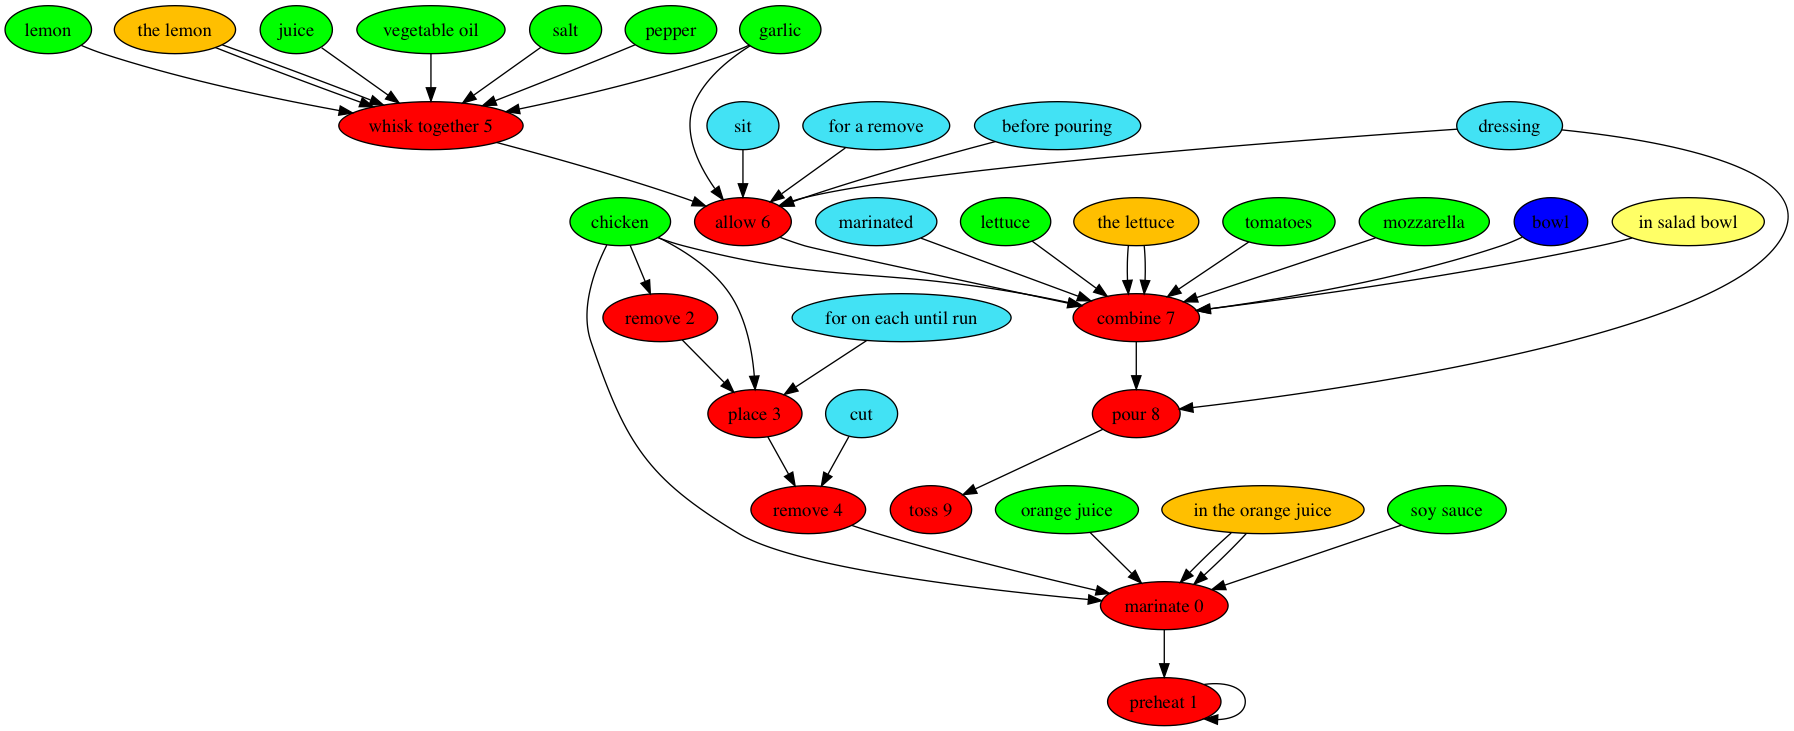 lemon
the lemon
juice
vegetable oil
salt
pepper
garlic
whisk together 5
sit
for a remove
before pouring
dressing
chicken
allow 6
marinated
lettuce
the lettuce
tomatoes
mozzarella
bowl
in salad bowl
remove 2
for on each until run
combine 7
place 3
cut
pour 8
remove 4
toss 9
orange juice
in the orange juice
soy sauce
marinate 0
preheat 1